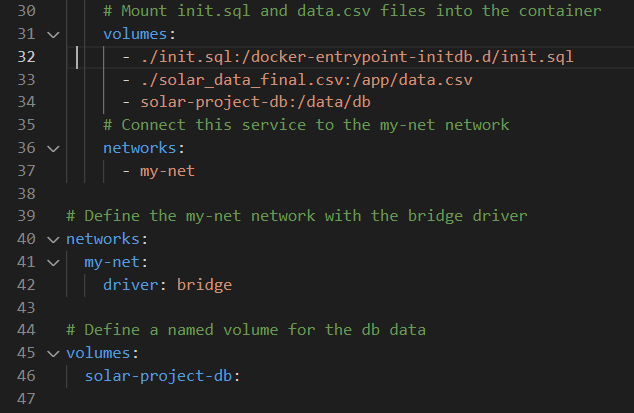 30 # Mount init.sql and data.csv files into the container
31 volumes:
32 - ./init.sql:/docker-entrypoint-initdb.d/init.sql
33 - ./solar_data_final.csv:/app/data.csv
34 - solar-project-db:/data/db
35 # Connect this service to the my-net network
36 networks:
37 - my-net
38
39 # Define the my-net network with the bridge driver
40 networks:
41 my-net:
42 driver: bridge
43
44 # Define a named volume for the db data
45 volumes:
46 solar-project-db:
47